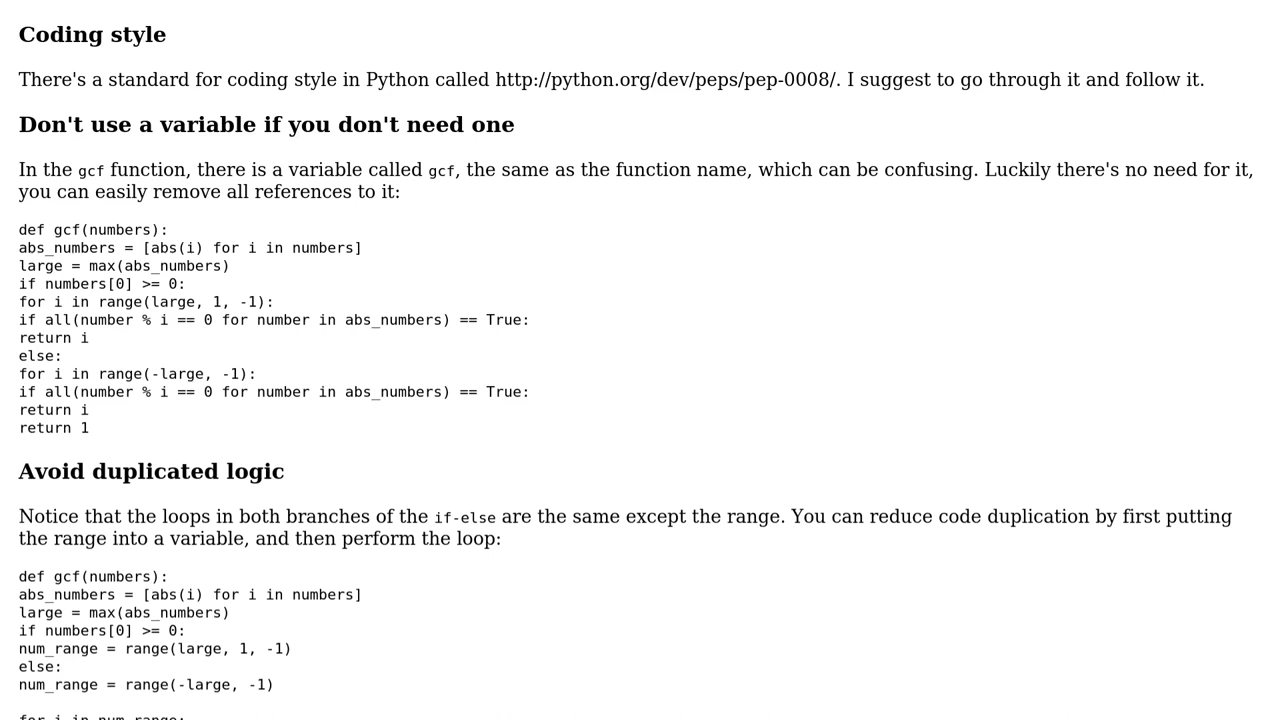 Coding style
There's a standard for coding style in Python called http://python.org/dev/peps/pep-0008/. I suggest to go through it and follow it.
Don't use a variable if you don't need one
In the gcf function, there is a variable called gcf, the same as the function name, which can be confusing. Luckily there's no need for it,
you can easily remove all references to it:
def gcf(numbers):
abs_numbers = [abs(i) for i in numbers]
large = max(abs_numbers)
if numbers[0] >= 0:
for i in range(large, 1, -1):
if all(number % i == 0 for number in abs_numbers) == True:
return i
else:
for i in range(-large, -1):
if all(number % i == 0 for number in abs_numbers) == True:
return i
return 1
Avoid duplicated logic
Notice that the loops in both branches of the if-else are the same except the range. You can reduce code duplication by first putting
the range into a variable, and then perform the loop:
def gcf(numbers):
abs_numbers = [abs(i) for i in numbers]
large = max(abs_numbers)
if numbers[0] >= 0:
num_range = range(large, 1, -1)
else:
num_range = range(-large, -1)
for i in num_range: